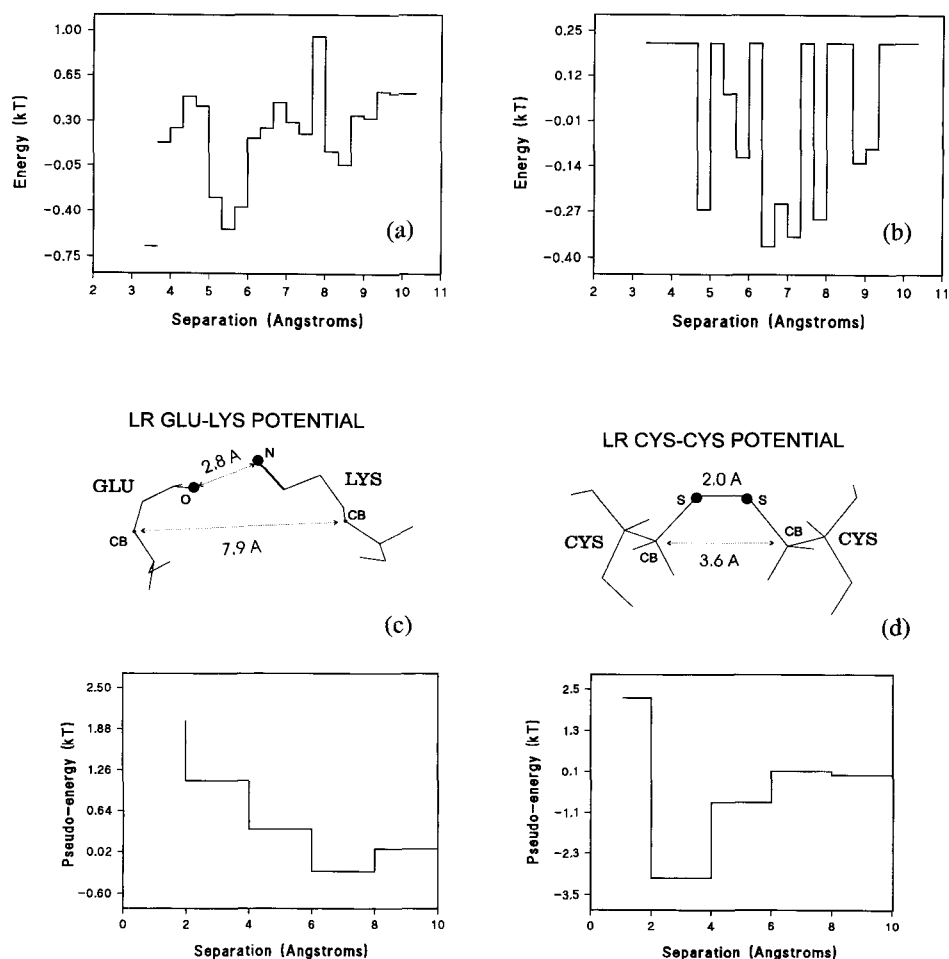 1.00
0.65
0.30
-0.05
-0.40
-0.75
Energy (kT)
(a)
2 3 4 5 6 7 8 9 10 11
Separation (Angstroms)
0.25
0.12
-0.01
-0.14
-0.27
-0.40
Energy (kT)
(b)
2 3 4 5 6 7 8 9 10 11
Separation (Angstroms)
LR GLU-LYS POTENTIAL
GLU
2.8 A
N
O
LYS
CB
CB
7.9 A
(c)
LR CYS-CYS POTENTIAL
2.0 A
S
S
CYS
CB
CB
CYS
3.6 A
(d)
2.50
1.88
1.26
0.64
0.02
-0.60
Pseudo-energy (kT)
0 2 4 6 8 10
Separation (Angstroms)
2.5
1.3
0.1
-1.1
-2.3
-3.5
Pseudo-energy (kT)
0 2 4 6 8 10
Separation (Angstroms)